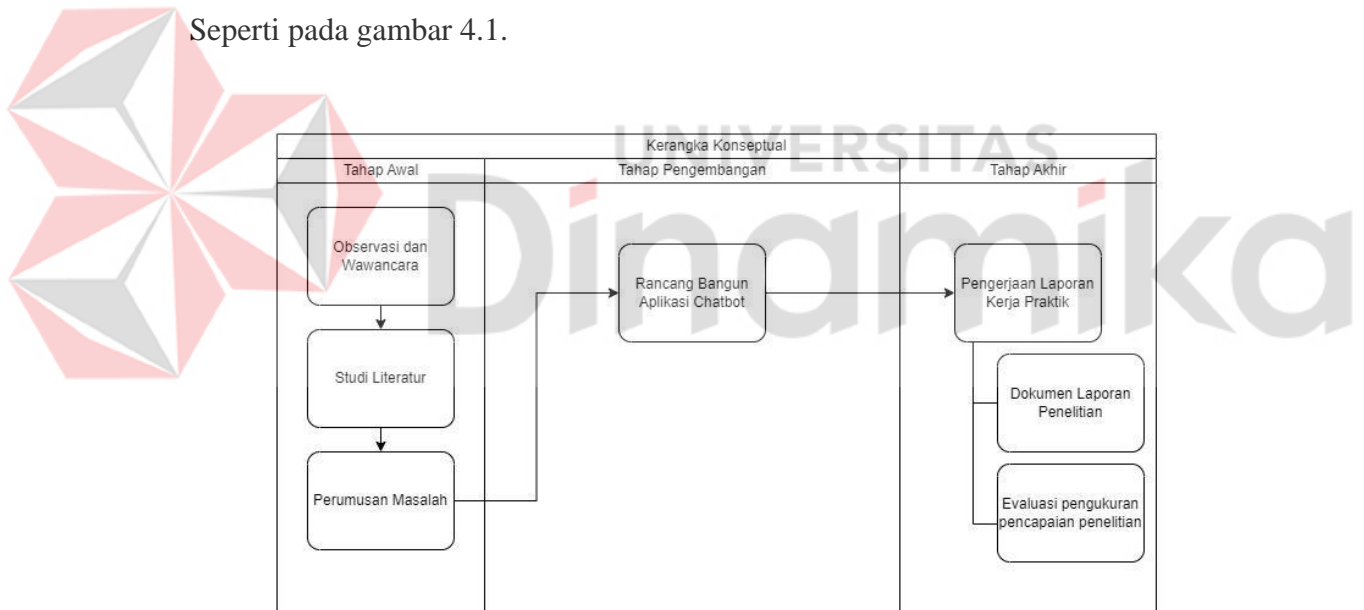 Seperti pada gambar 4.1.
UNIVERSITAS
Dinamika
Kerangka Konseptual
Tahap Awal
Tahap Pengembangan
Tahap Akhir
Observasi dan
Wawancara
Studi Literatur
Perumusan Masalah
Rancang Bangun
Aplikasi Chatbot
Pengerjaan Laporan
Kerja Praktik
Dokumen Laporan
Penelitian
Evaluasi pengukuran
pencapaian penelitian